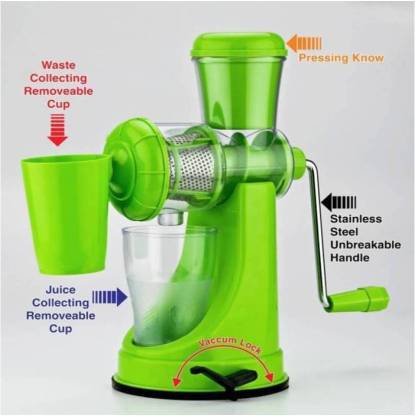 Pressing Know
Waste
Collecting
Removeable
Cup
Stainless
Steel
Unbreakable
Handle
Juice
Collecting
Removeable
Cup
Vaccum Lock